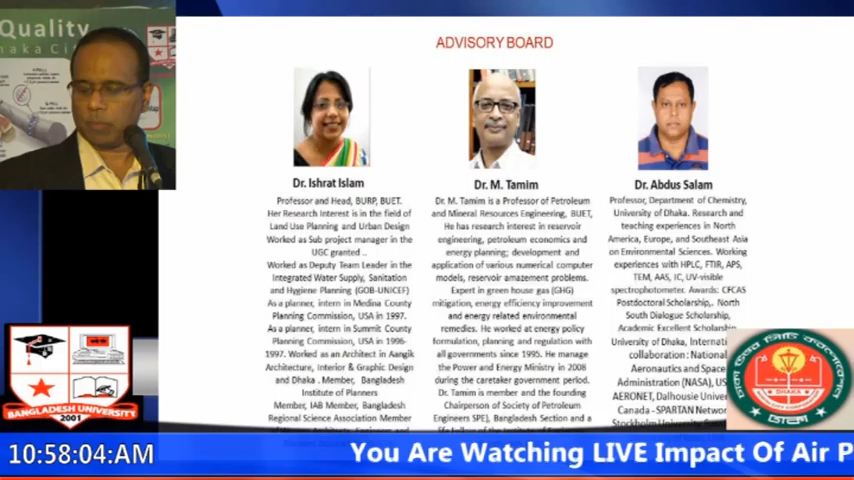 Quality
naka Ci
ADVISORY BOARD
Dr. Ishrat Islam
Professor and Head, BURP, BUET.
Her Research Interest is in the field of
Land Use Planning and Urban Design
Worked as Sub project manager in the
UGC granted ..
Worked as Deputy Team Leader in the
Integrated Water Supply, Sanitation
and Hygiene Planning (GOB-UNICEF)
As a planner, intern in Medina County
Planning Commission, USA in 1997.
As a planner, intern in Summit County
Planning Commission, USA in 1996-
1997. Worked as an Architect in Aangik
Architecture, Interior & Graphic Design
and Dhaka . Member, Bangladesh
Institute of Planners
Member, IAB Member, Bangladesh
Regional Science Association Member
Dr. M. Tamim
Dr. M. Tamim is a Professor of Petroleum
and Mineral Resources Engineering, BUET,
He has research interest in reservoir
engineering, petroleum economics and
energy planning; development and
application of various numerical computer
models, reservoir amazement problems.
Expert in green house gas (GHG)
mitigation, energy efficiency improvement
and energy related environmental
remedies. He worked at energy policy
formulation, planning and regulation with
all governments since 1995. He manage
the Power and Energy Ministry in 2008
during the caretaker government period.
Dr. Tamim is member and the founding
Chairperson of Society of Petroleum
Engineers SPE), Bangladesh Section and a
Dr. Abdus Salam
Professor, Department of Chemistry,
University of Dhaka. Research and
teaching experiences in North
America, Europe, and Southeast Asia
on Environmental Sciences. Working
experiences with HPLC, FTIR, APS,
TEM, AAS, IC, UV-visible
spectrophotometer. Awards: CFCAS
Postdoctoral Scholarship,. North
South Dialogue Scholarship,
Academic Excellent Scholarship
University of Dhaka, Internati
collaboration: National
Aeronautics and Space
Administration (NASA), US
AERONET, Dalhousie Univer
Canada - SPARTAN Network
Stockholm University
BANGLADESH UNIVERSITY
2001
DHAKA
ঢাকা
10:58:04:AM
You Are Watching LIVE Impact Of Air P